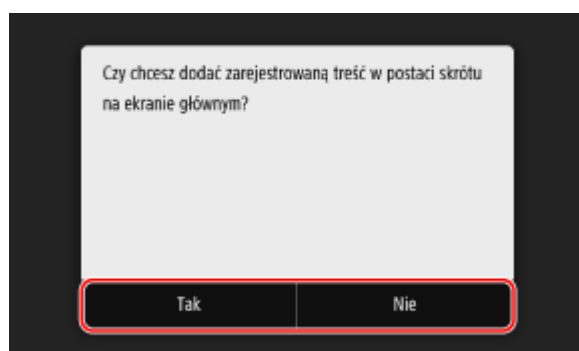 Czy chcesz dodać zarejestrowaną treść w postaci skrótu
na ekranie głównym?
Tak Nie